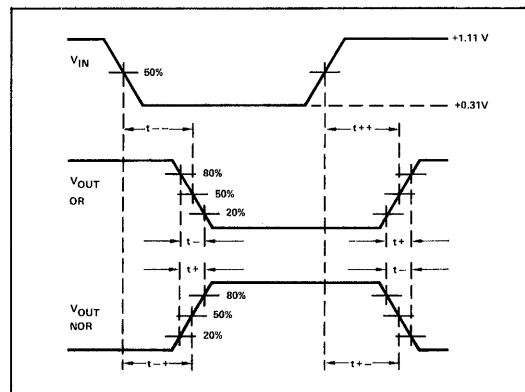 +1.11 V
VIN
50%
+0.31V
t--
t++
80%
VOUT
OR
50%
20%
t-
t+
t+
t-
80%
VOUT
NOR
50%
20%
t-+
t+-